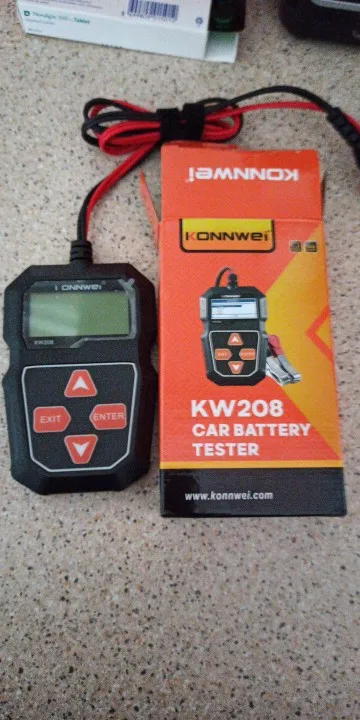 KONNWEI
KONNWEI
KONNWEI
KW208
EXIT
ENTER
KW208
CAR BATTERY
TESTER
www.konnwei.com